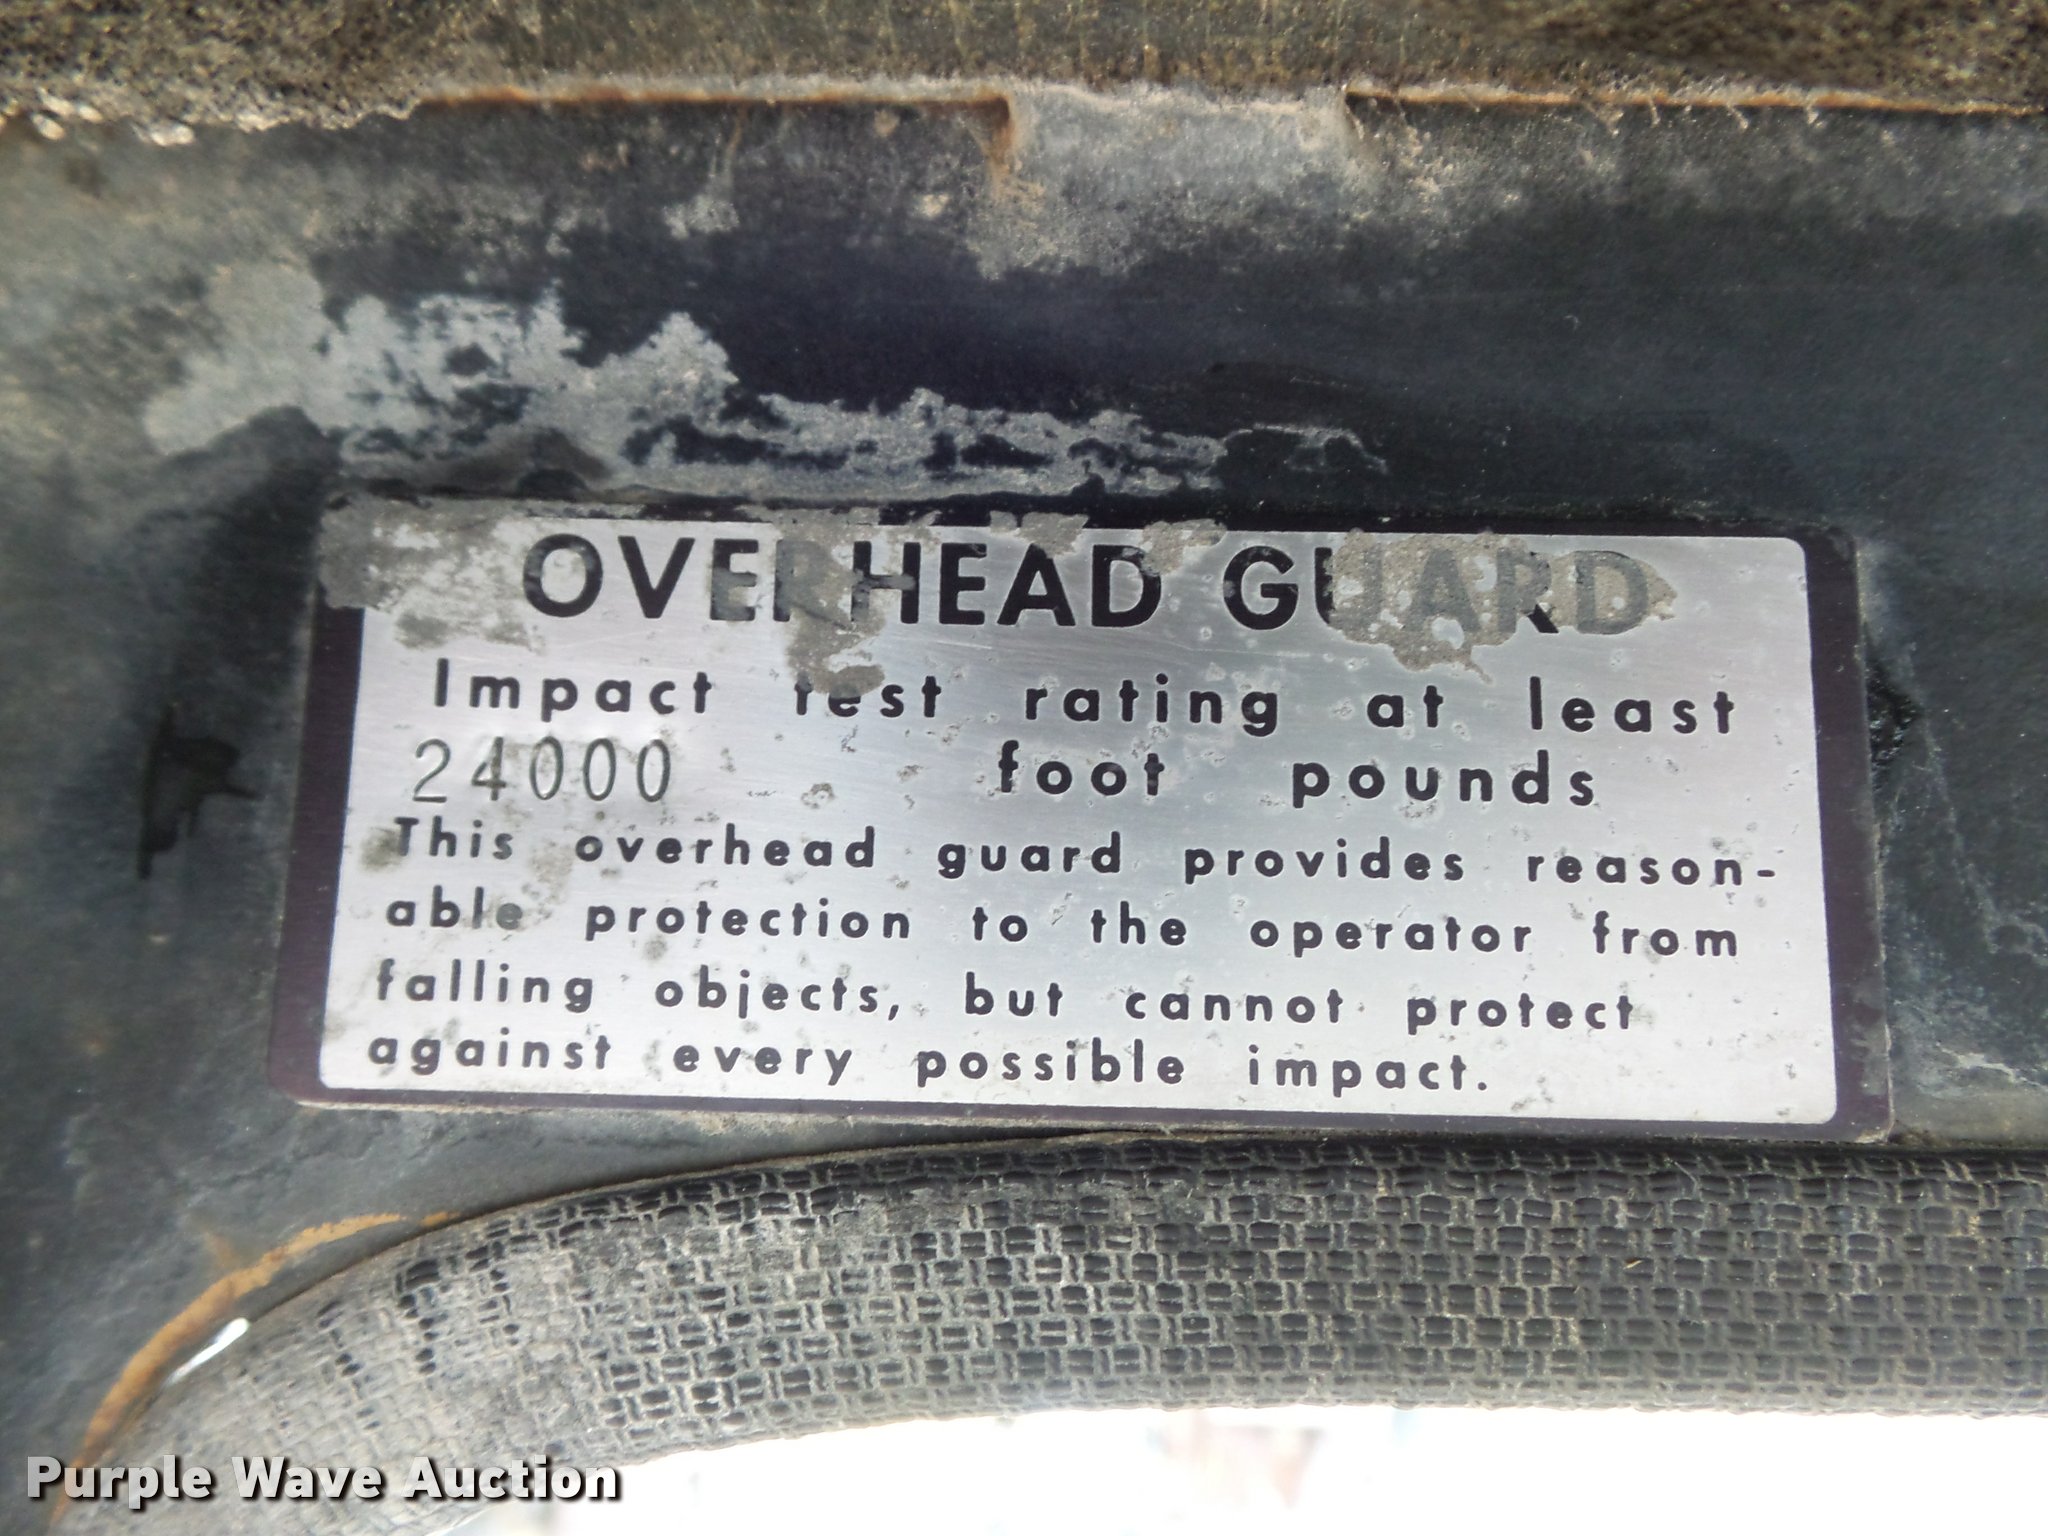 OVERHEAD GUARD
Impact test rating at least
24000 foot pounds
This overhead guard provides reason-
able protection to the operator from
falling objects, but cannot protect
against every possible impact.
Purple Wave Auction